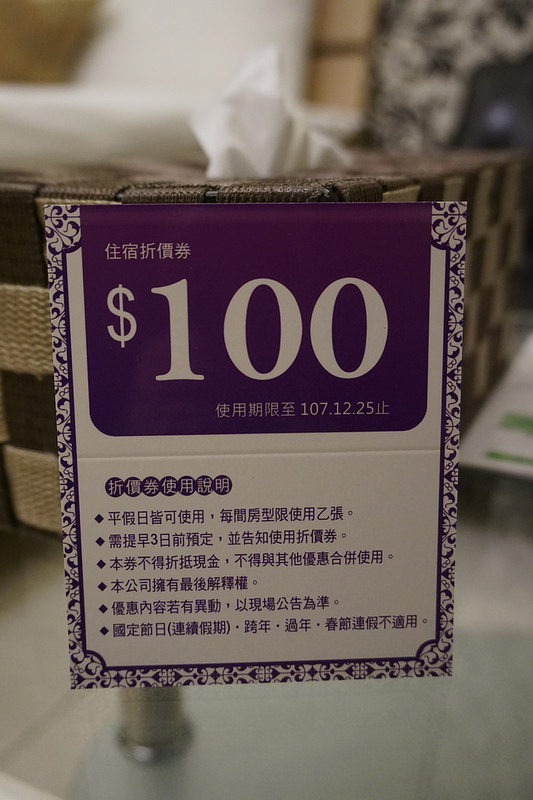 住宿折價券
$100
使用期限至 107.12.25止
折價券使用說明
◆平假日皆可使用，每間房型限使用乙張。
◆需提早3日前預定，並告知使用折價券。
◆本券不得折抵現金，不得與其他優惠合併使用。
◆本公司擁有最後解釋權。
◆優惠內容若有異動，以現場公告為準。
◆國定節日(連續假期)．跨年．過年．春節連假不適用。